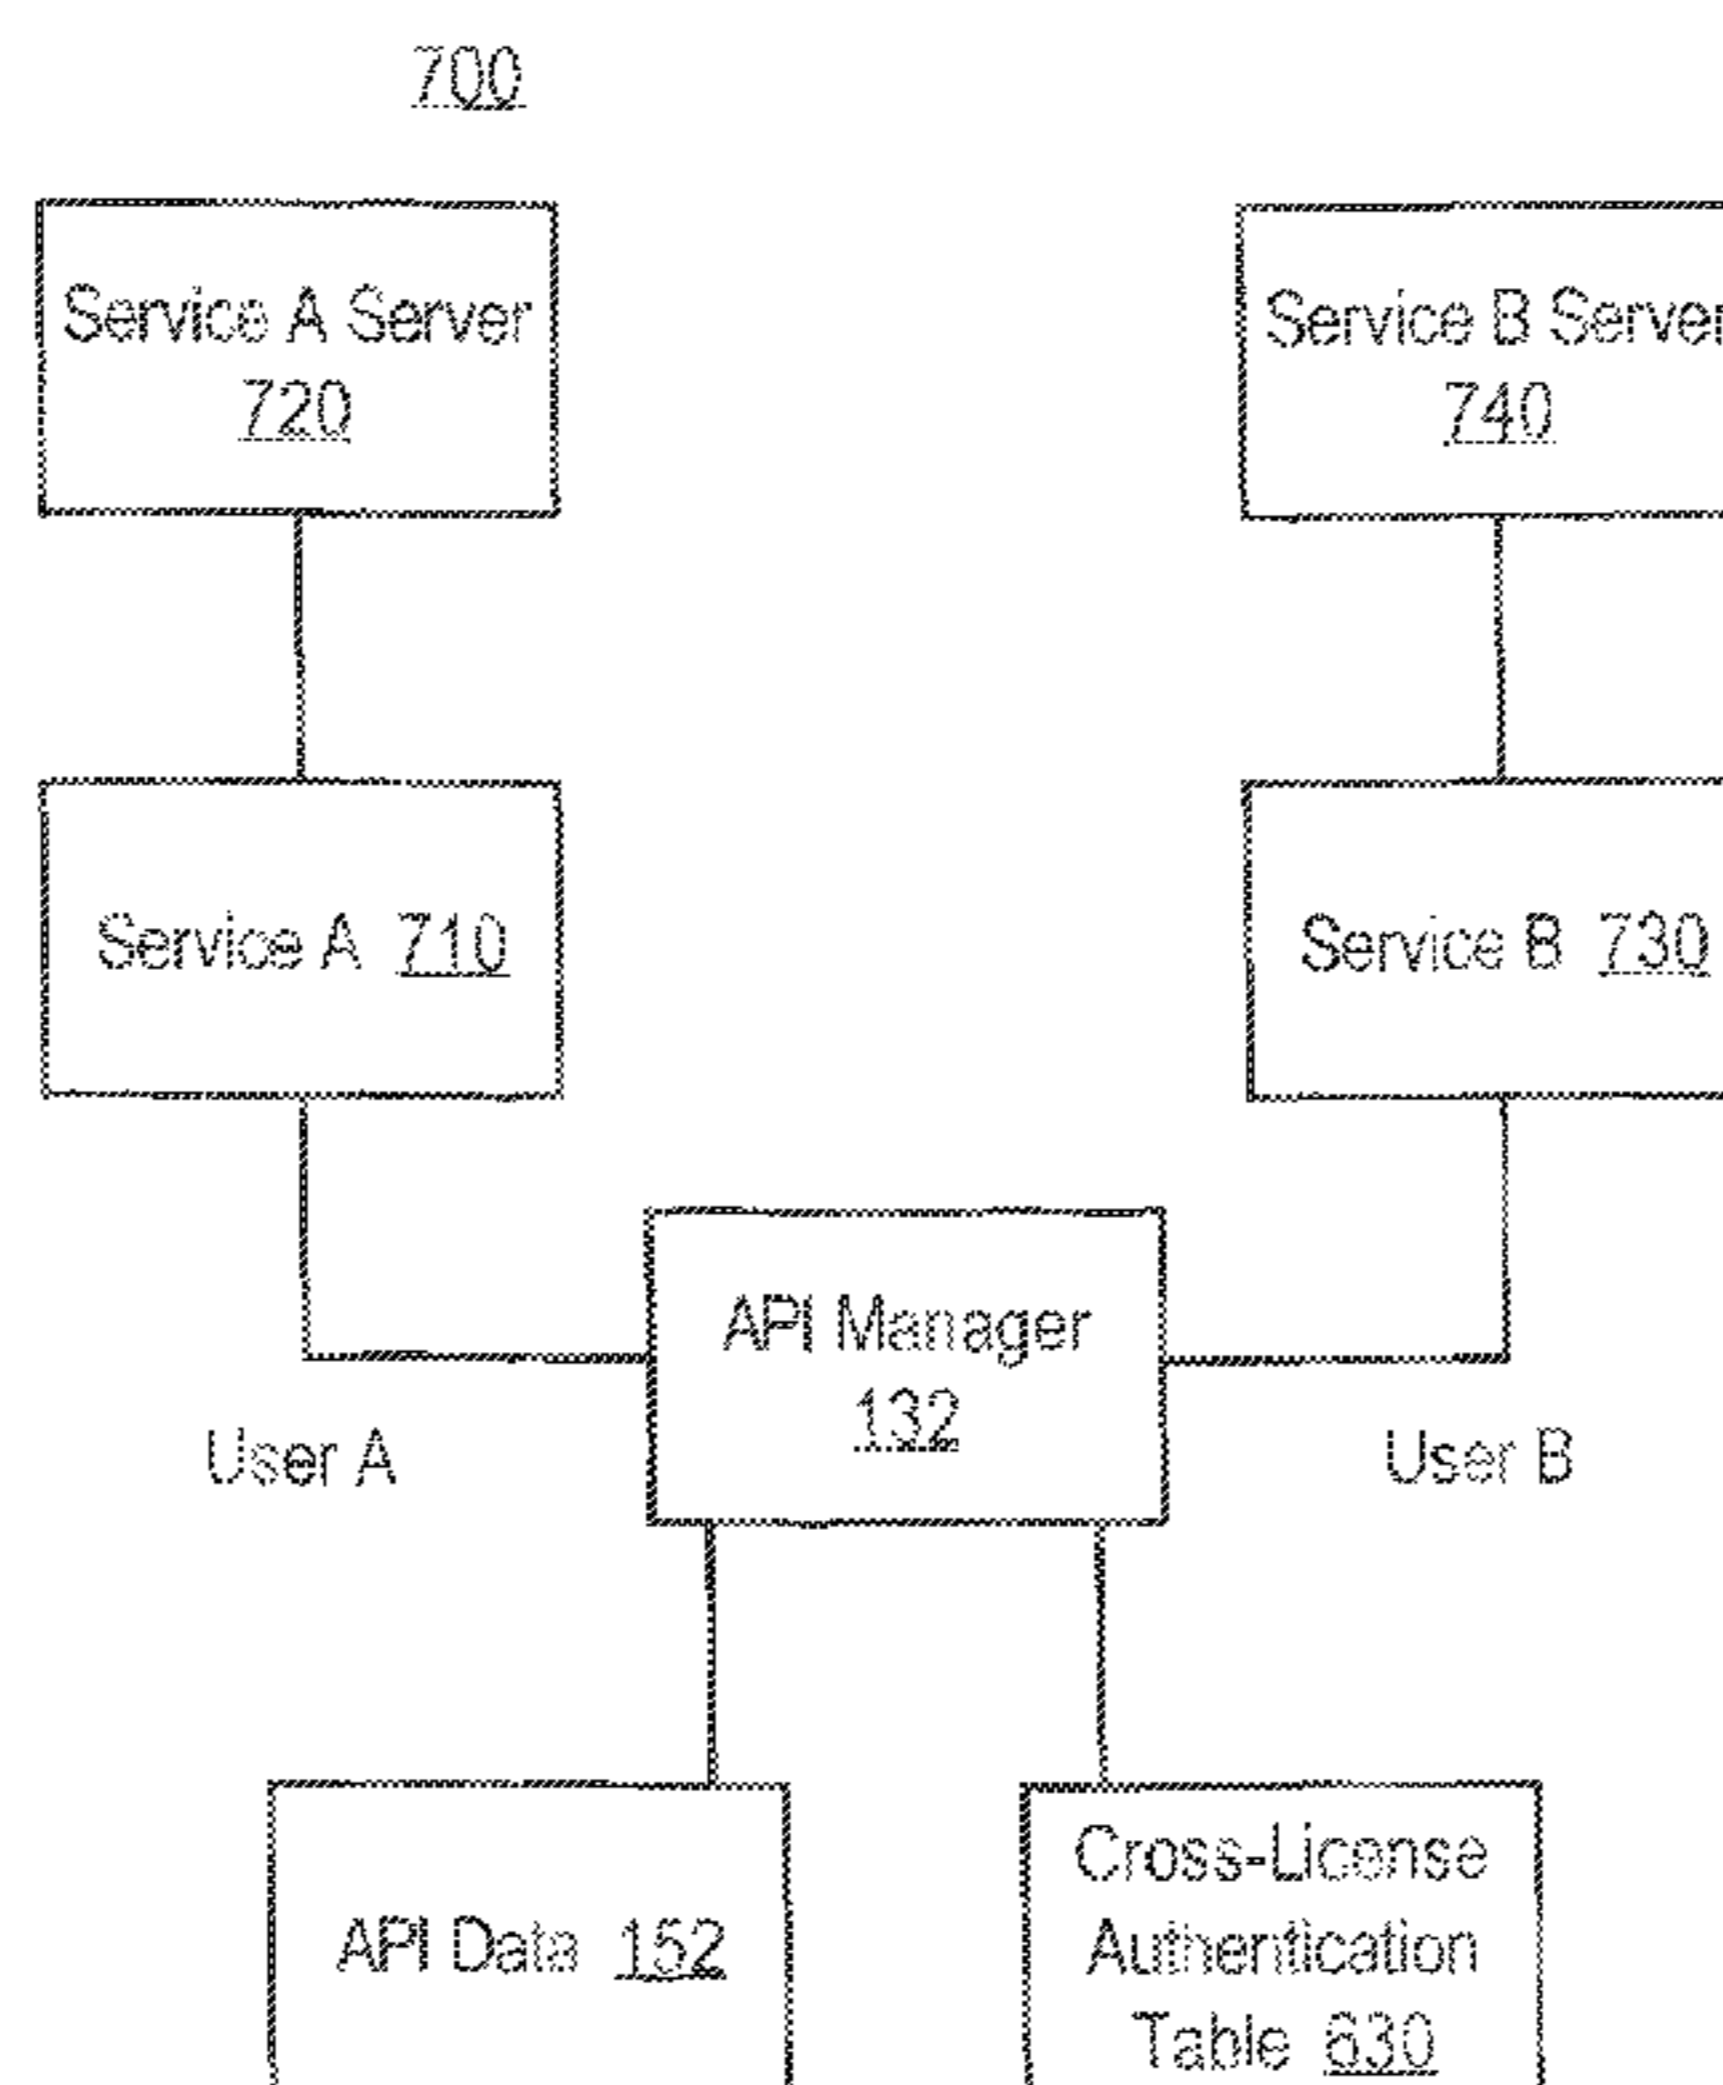 700
Service A Server
720
Service B Server
740
Service A 710
Service B 730
API Manager
132
User A
User B
API Data 152
Cross-License
Authentication
Table 630